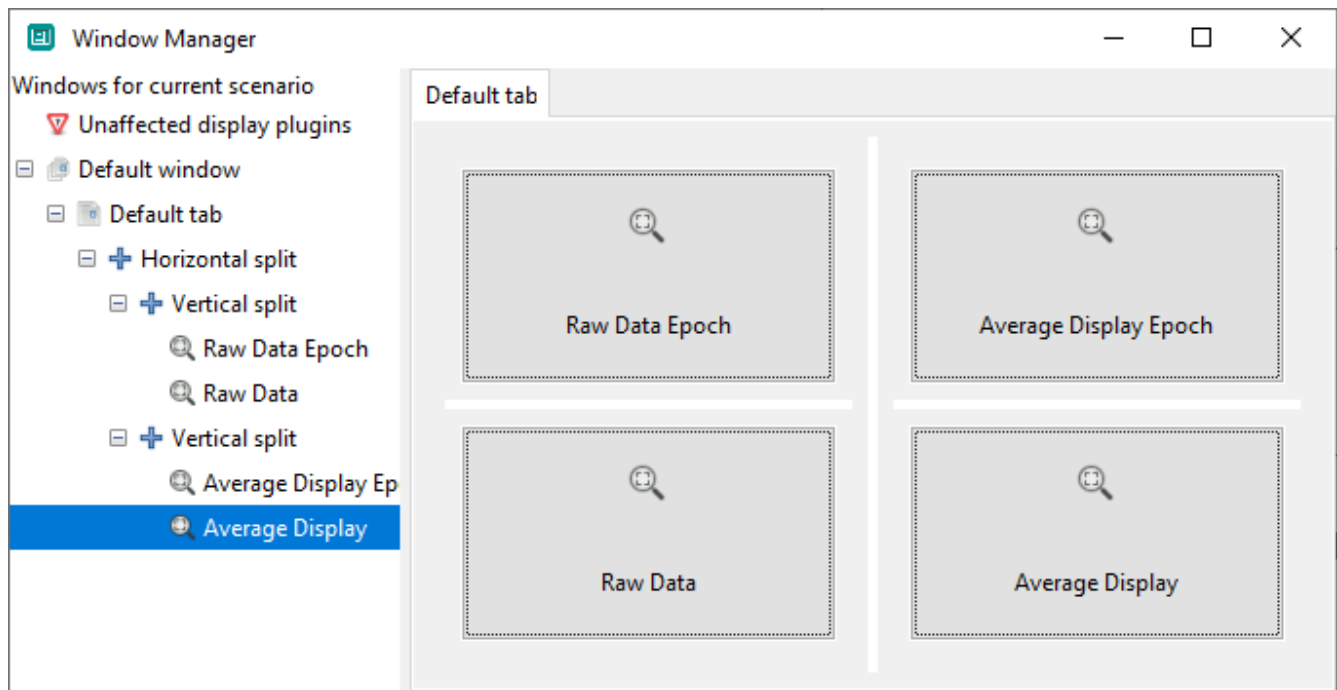 Window Manager
Windows for current scenario
Unaffected display plugins
Default window
Default tab
Horizontal split
Vertical split
Raw Data Epoch
Raw Data
Vertical split
Average Display Ep
Average Display
Default tab
Raw Data Epoch
Average Display Epoch
Raw Data
Average Display